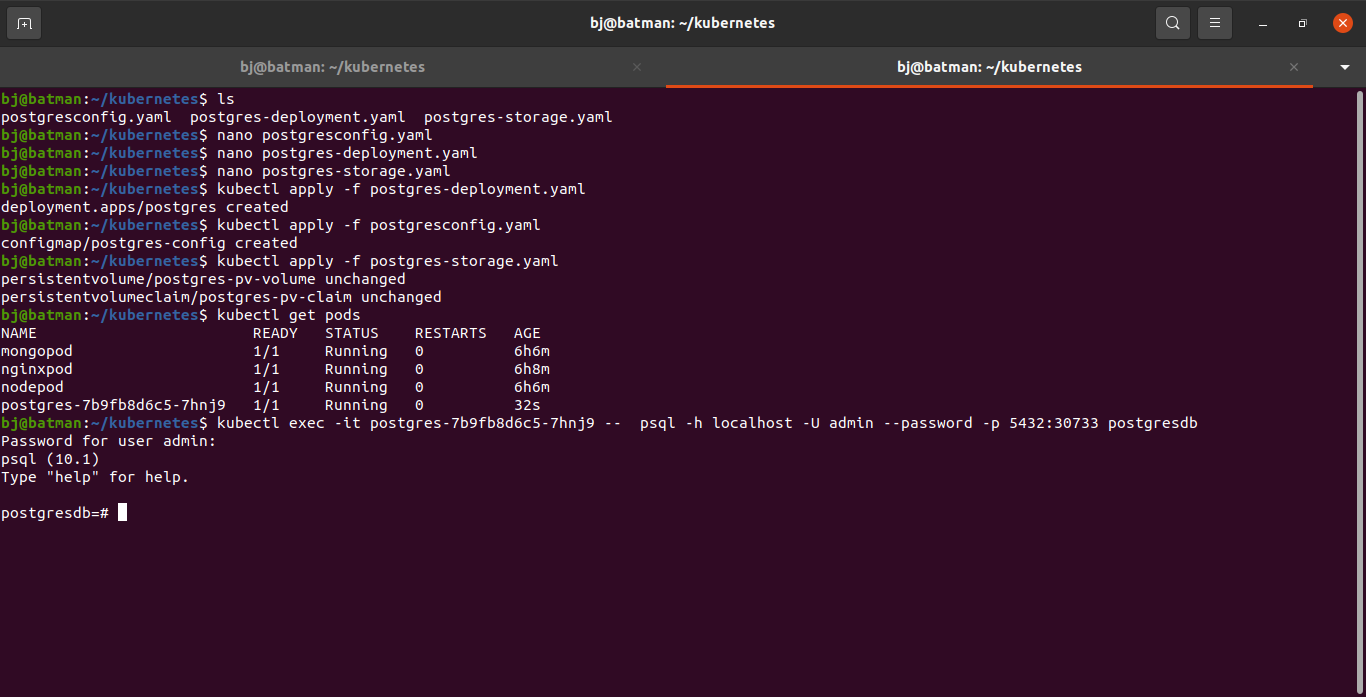 bj@batman: ~/kubernetes
bj@batman: ~/kubernetes
bj@batman: ~/kubernetes
bj@batman:~/kubernetes$ ls
postgresconfig.yaml  postgres-deployment.yaml  postgres-storage.yaml
bj@batman:~/kubernetes$ nano postgresconfig.yaml
bj@batman:~/kubernetes$ nano postgres-deployment.yaml
bj@batman:~/kubernetes$ nano postgres-storage.yaml
bj@batman:~/kubernetes$ kubectl apply -f postgres-deployment.yaml
deployment.apps/postgres created
bj@batman:~/kubernetes$ kubectl apply -f postgresconfig.yaml
configmap/postgres-config created
bj@batman:~/kubernetes$ kubectl apply -f postgres-storage.yaml
persistentvolume/postgres-pv-volume unchanged
persistentvolumeclaim/postgres-pv-claim unchanged
bj@batman:~/kubernetes$ kubectl get pods
NAME                        READY   STATUS    RESTARTS   AGE
mongopod                    1/1     Running   0          6h6m
nginxpod                    1/1     Running   0          6h8m
nodepod                     1/1     Running   0          6h6m
postgres-7b9fb8d6c5-7hnj9   1/1     Running   0          32s
bj@batman:~/kubernetes$ kubectl exec -it postgres-7b9fb8d6c5-7hnj9 --  psql -h localhost -U admin --password -p 5432:30733 postgresdb
Password for user admin:
psql (10.1)
Type "help" for help.
postgresdb=#